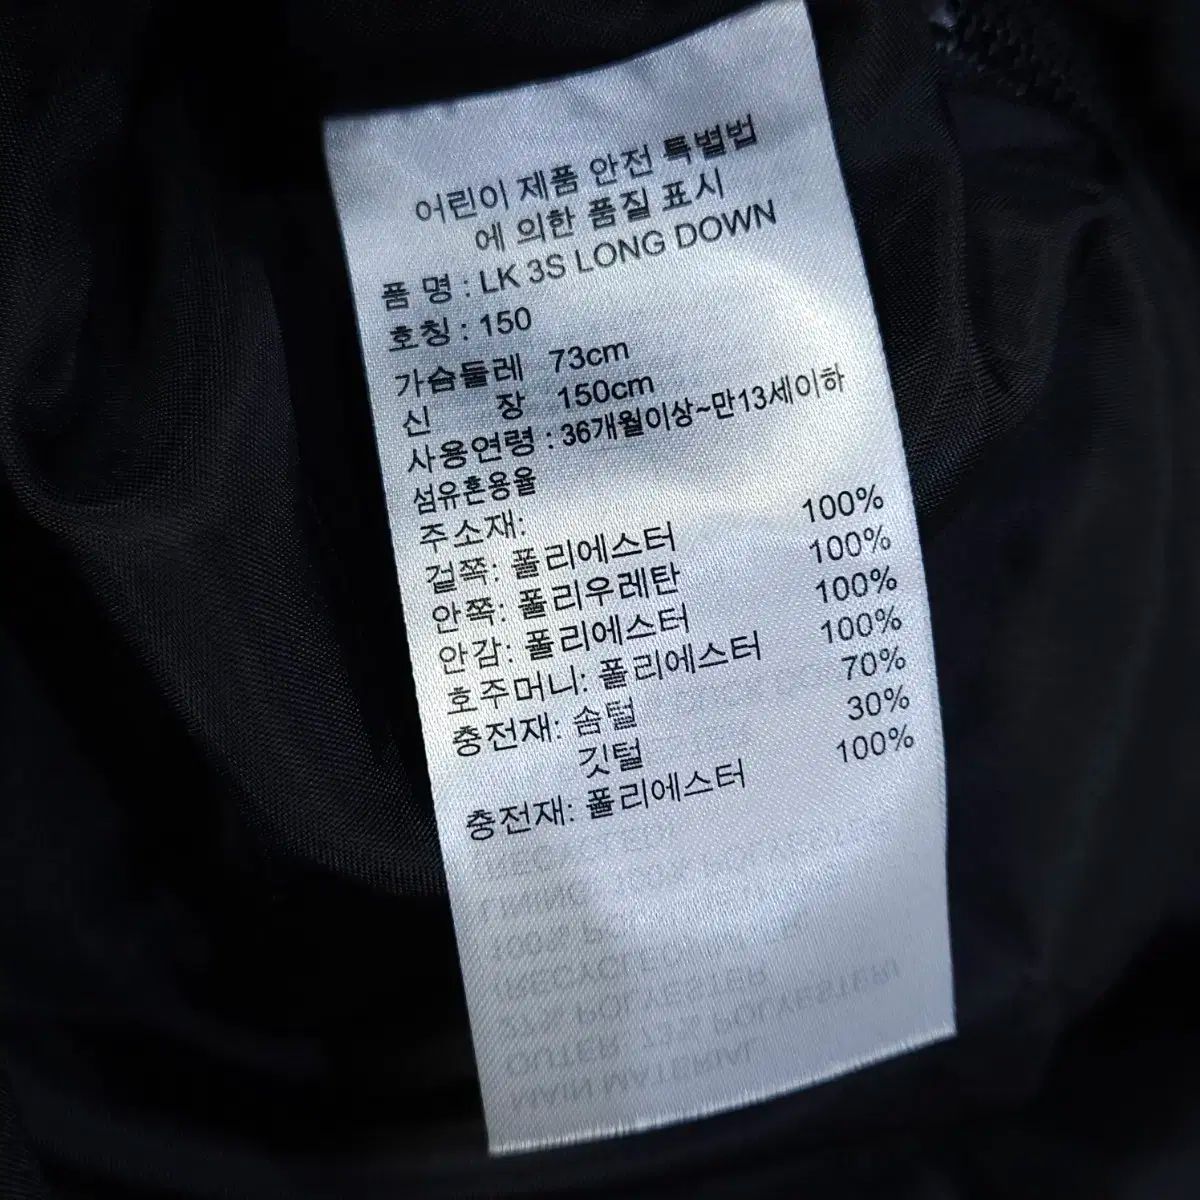 어린이 제품 안전 특별법
에 의한 품질 표시
품 명 : LK 3S LONG DOWN
호칭 : 150
가슴둘레 73cm
신 장 150cm
사용연령 : 36개월이상~만13세이하
섬유혼용율
주소재:
겉쪽: 폴리에스터 100%
안쪽: 폴리우레탄 100%
안감: 폴리에스터 100%
호주머니: 폴리에스터 100%
충전재: 솜털 70%
깃털 30%
충전재: 폴리에스터 100%